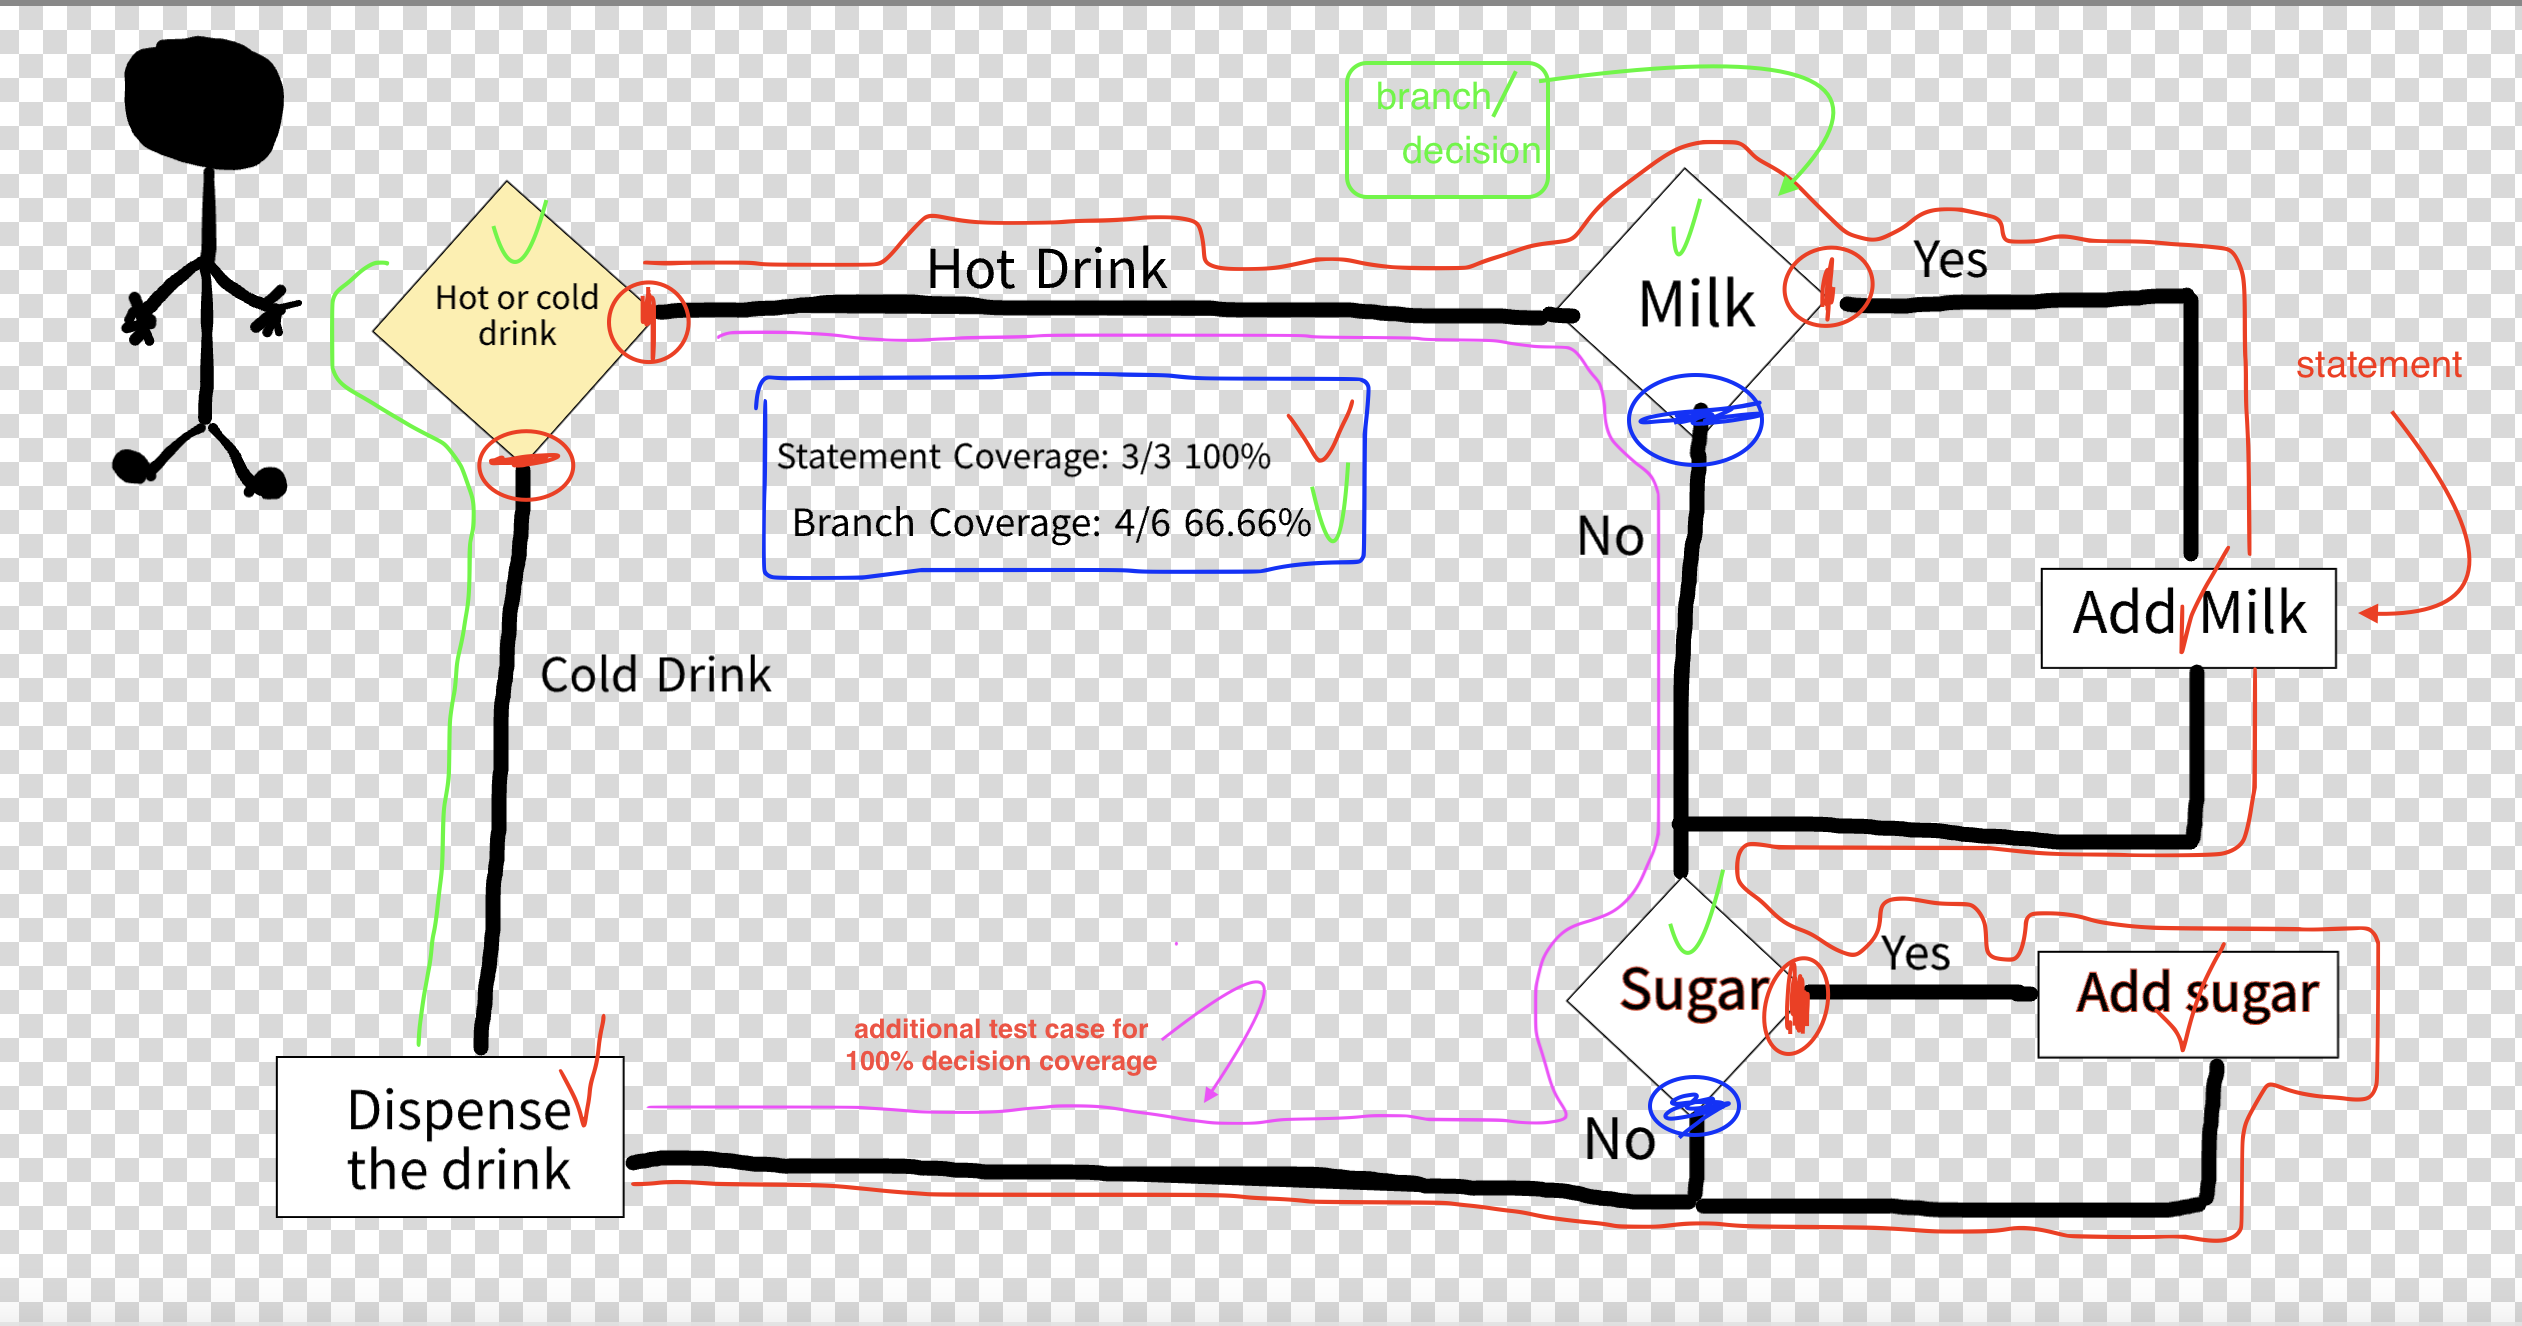 branch/
decision
Hot Drink
Yes
Hot or cold
drink
Milk
statement
Statement Coverage: 3/3 100%
Branch Coverage: 4/6 66.66%
No
Add Milk
Cold Drink
Yes
Sugar
Add sugar
additional test case for
100% decision coverage
Dispense
the drink
No